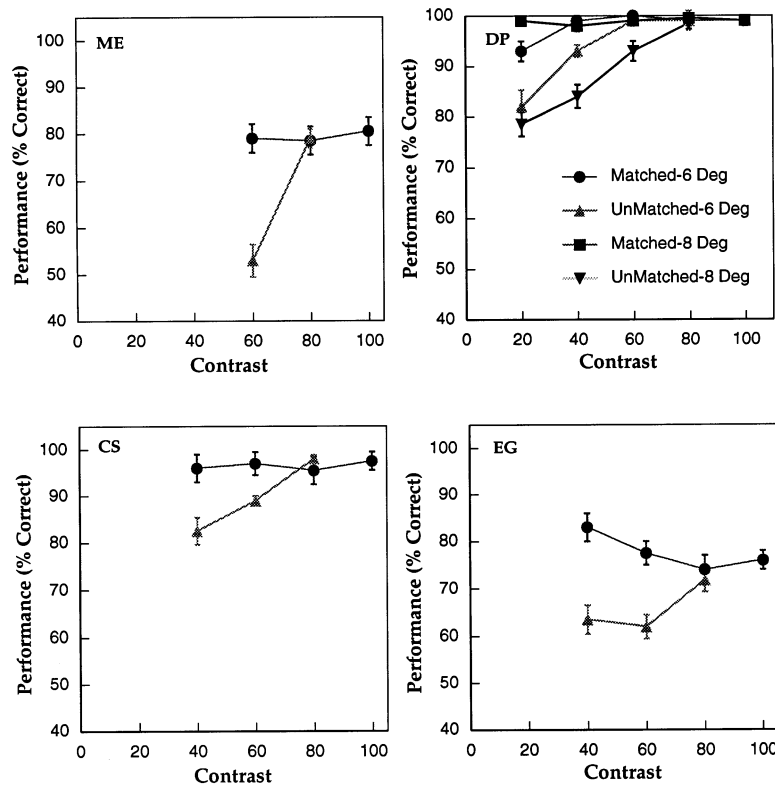 ME
Performance (% Correct)
100
90
80
70
60
50
40
0 20 40 60 80 100
Contrast
DP
Performance (% Correct)
100
90
80
70
60
50
40
Matched-6 Deg
UnMatched-6 Deg
Matched-8 Deg
UnMatched-8 Deg
0 20 40 60 80 100
Contrast
CS
Performance (% Correct)
100
90
80
70
60
50
40
0 20 40 60 80 100
Contrast
EG
Performance (% Correct)
100
90
80
70
60
50
40
0 20 40 60 80 100
Contrast